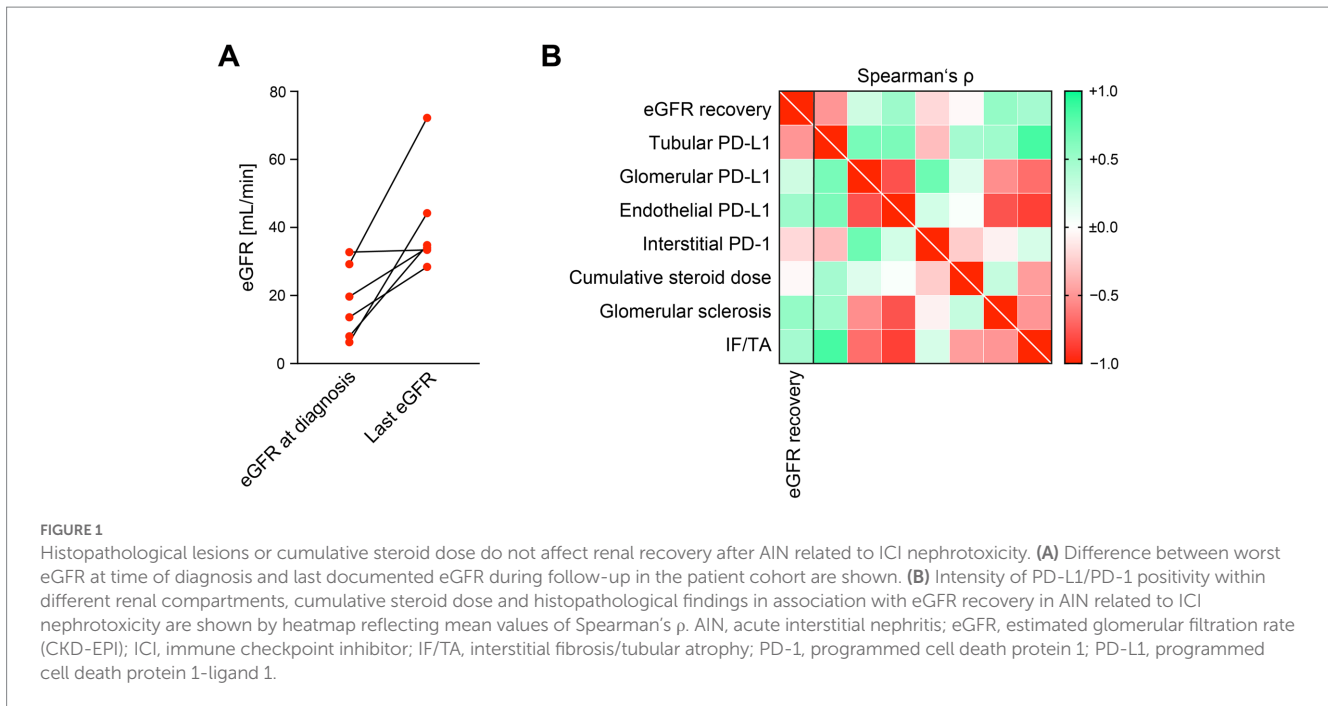 A
eGFR [mL/min]
80
60
40
20
0
eGFR at diagnosis
Last eGFR
B
Spearman‘s ρ
eGFR recovery
Tubular PD-L1
Glomerular PD-L1
Endothelial PD-L1
Interstitial PD-1
Cumulative steroid dose
Glomerular sclerosis
IF/TA
eGFR recovery
+1.0
+0.5
±0.0
−0.5
−1.0
FIGURE 1
Histopathological lesions or cumulative steroid dose do not affect renal recovery after AIN related to ICI nephrotoxicity. (A) Difference between worst
eGFR at time of diagnosis and last documented eGFR during follow-up in the patient cohort are shown. (B) Intensity of PD-L1/PD-1 positivity within
different renal compartments, cumulative steroid dose and histopathological findings in association with eGFR recovery in AIN related to ICI
nephrotoxicity are shown by heatmap reflecting mean values of Spearman's ρ. AIN, acute interstitial nephritis; eGFR, estimated glomerular filtration rate
(CKD-EPI); ICI, immune checkpoint inhibitor; IF/TA, interstitial fibrosis/tubular atrophy; PD-1, programmed cell death protein 1; PD-L1, programmed
cell death protein 1-ligand 1.